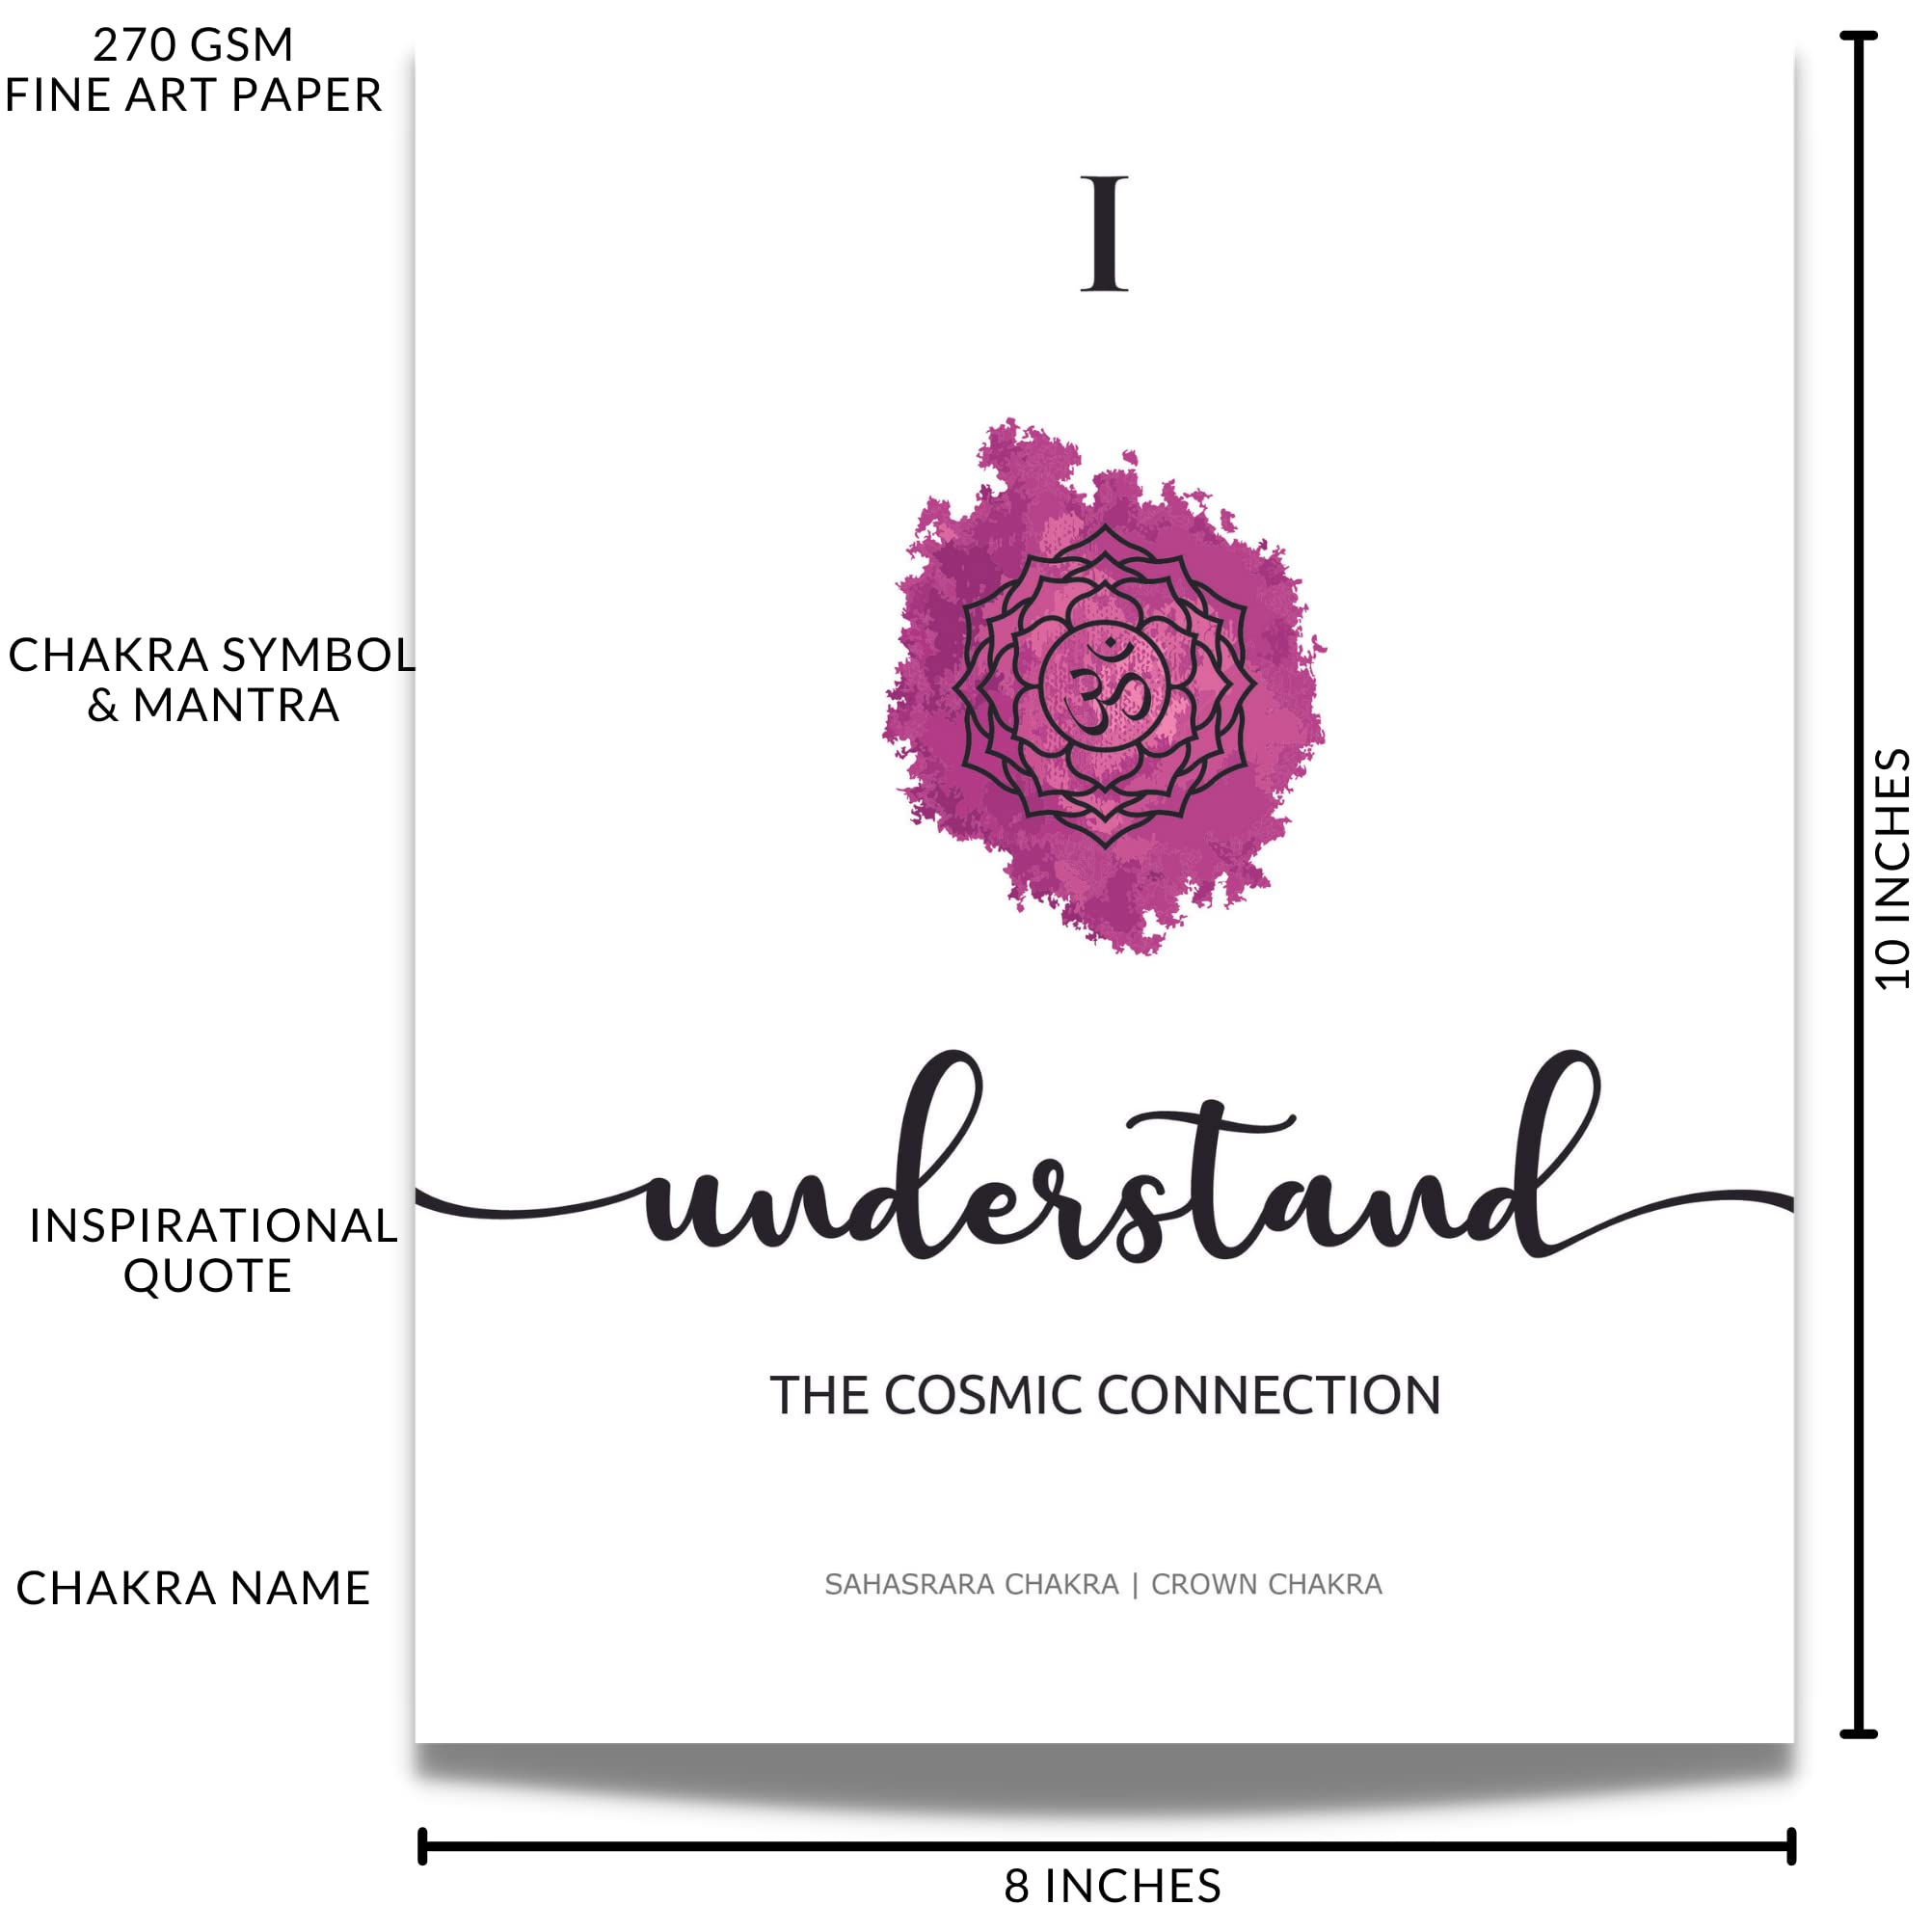 270 GSM
FINE ART PAPER
I
CHAKRA SYMBOL
& MANTRA
ॐ
10 INCHES
understand
INSPIRATIONAL
QUOTE
THE COSMIC CONNECTION
CHAKRA NAME
SAHASRARA CHAKRA | CROWN CHAKRA
8 INCHES